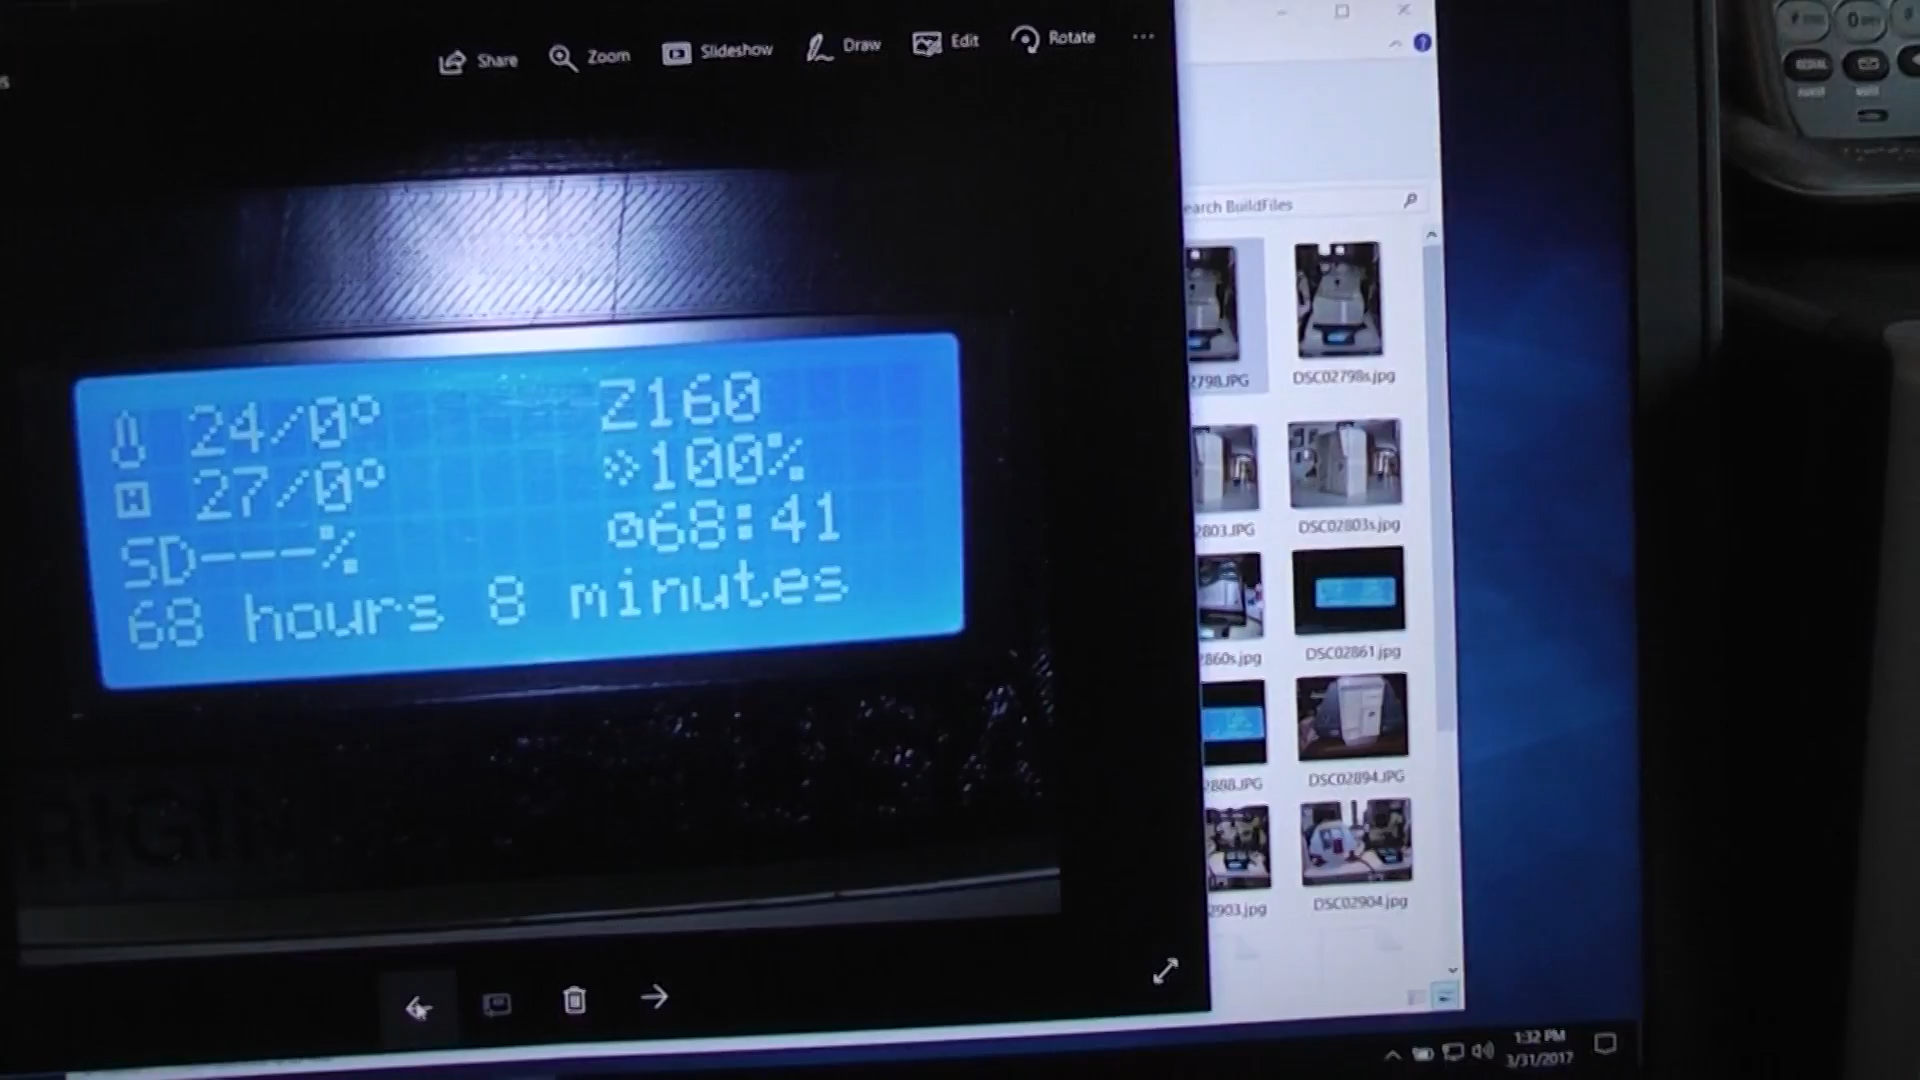 Share Zoom Slideshow Draw Edit Rotate ...
earch BuildFiles
24/0° Z160
27/0° 100%
SD---% 68:41
68 hours 8 minutes
2798.JPG DSC02798s.jpg
2803.JPG DSC02803s.jpg
2860s.jpg DSC02861.jpg
2888.JPG DSC02894.JPG
2903.jpg DSC02904.jpg
1:32 PM
3/31/2017